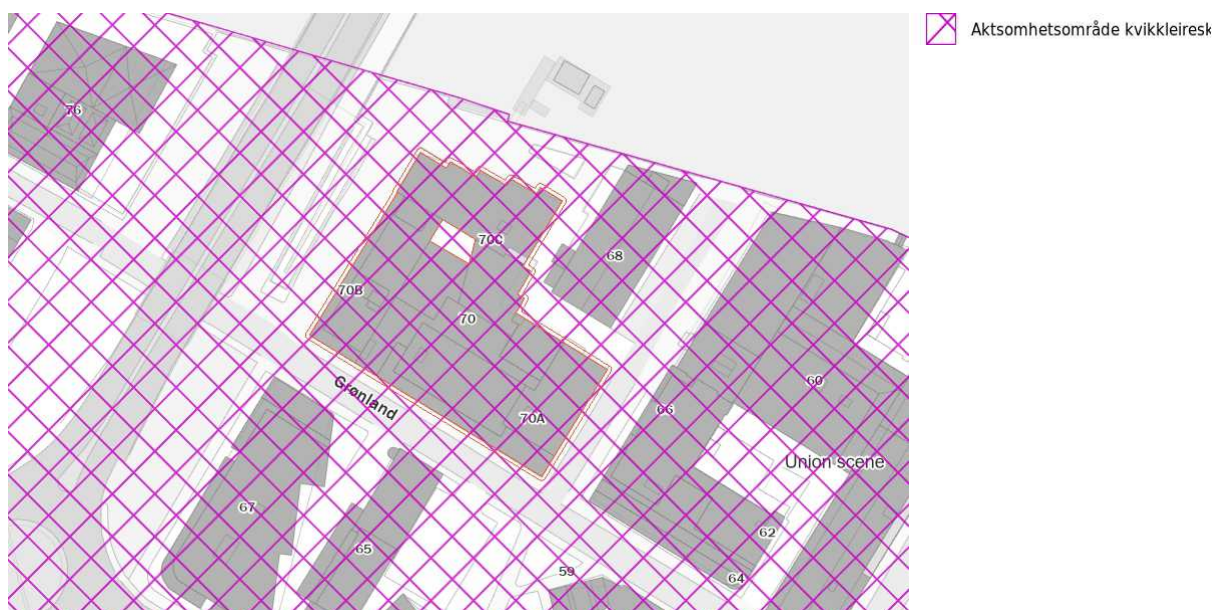 Aktsomhetsområde kvikkleiresk
76
68
70C
70B
70
60
Grønland
66
70A
Union scene
67
62
65
59
64